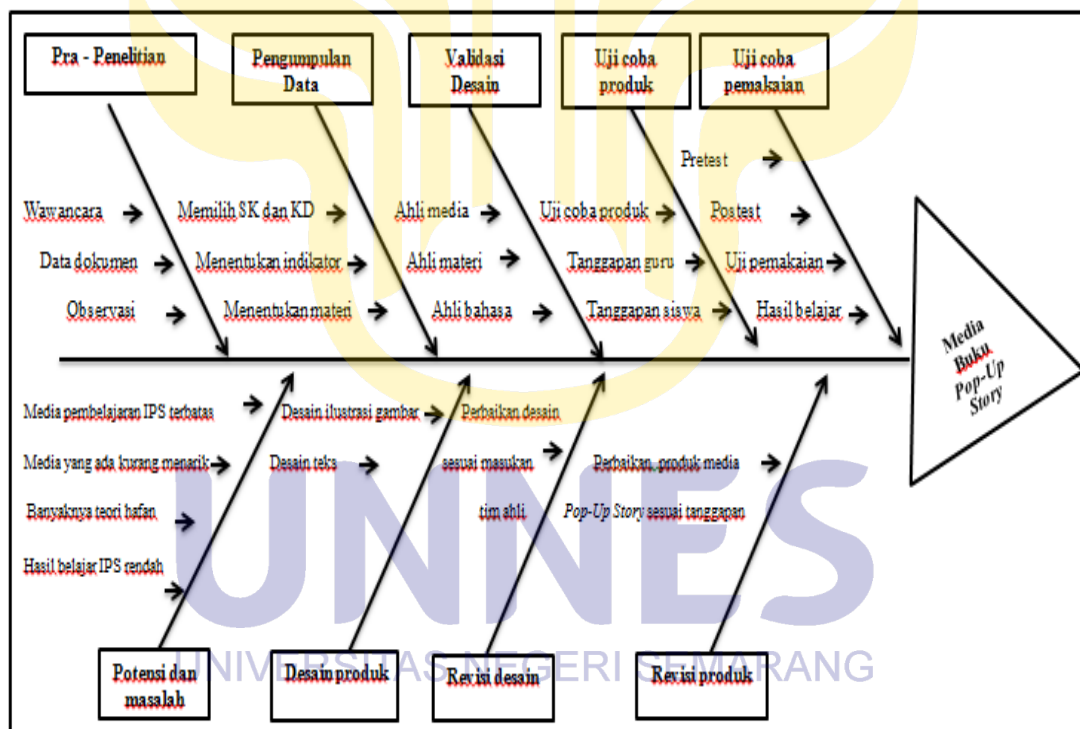 Pra - Penelitian
Pengumpulan
Data
Validasi
Desain
Uji coba
produk
Uji coba
pemakaian
Pretest
Wawancara
Memilih SK dan KD
Ahli media
Uji coba produk
Postest
Data dokumen
Menentukan indikator
Ahli materi
Tanggapan guru
Uji pemakaian
Observasi
Menentukan materi
Ahli bahasa
Tanggapan siswa
Hasil belajar
Media
Buku
Pop-Up
Story
Media pembelajaran IPS terbatas
Desain ilustrasi gambar
Perbaikan desain
Media yang ada kurang menarik
Desain teks
sesuai masukan
Perbaikan produk media
Banyaknya teori hafan
tim ahli
Pop-Up Story sesuai tanggapan
Hasil belajar IPS rendah
UNNES
UNIVERSITAS NEGERI SEMARANG
Potensi dan
masalah
Desain produk
Revisi desain
Revisi produk